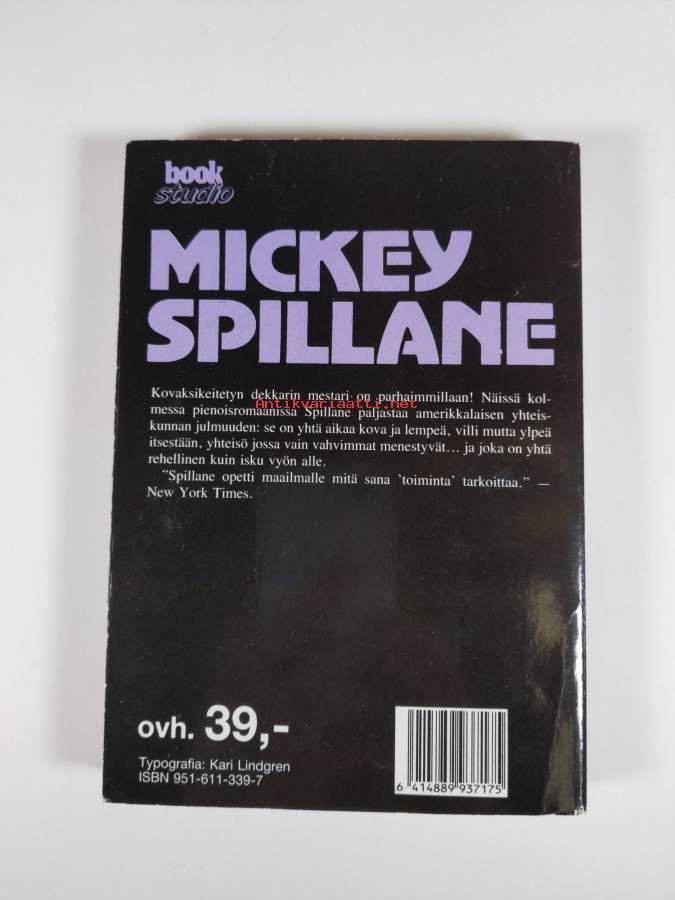 book
studio
MICKEY
SPILLANE
Kovaksikeitetyn dekkarin mestari on parhaimmillaan! Näissä kol-
messa pienoisromaanissa Spillane paljastaa amerikkalaisen yhteis-
Antikvariaatti.net
kunnan julmuuden: se on yhtä aikaa kova ja lempeä, villi mutta ylpeä
itsestään, yhteisö jossa vain vahvimmat menestyvät... ja joka on yhtä
rehellinen kuin isku vyön alle.
"Spillane opetti maailmalle mitä sana 'toiminta' tarkoittaa." —
New York Times.
ovh. 39,-
Typografia: Kari Lindgren
ISBN 951-611-339-7
6 414889 937175